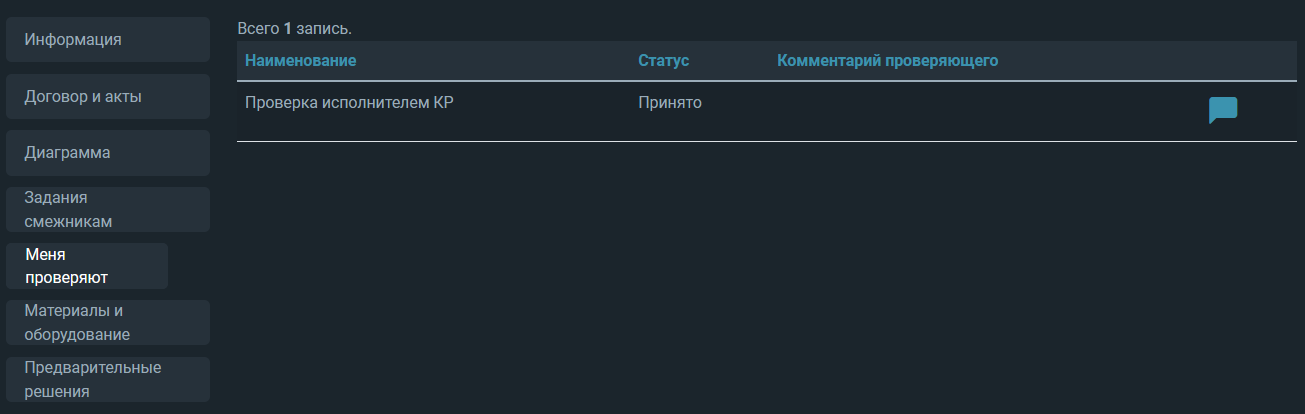 Информация
Договор и акты
Диаграмма
Задания
смежникам
Меня
проверяют
Материалы и
оборудование
Предварительные
решения
Всего 1 запись.
Наименование Статус Комментарий проверяющего
Проверка исполнителем КР Принято